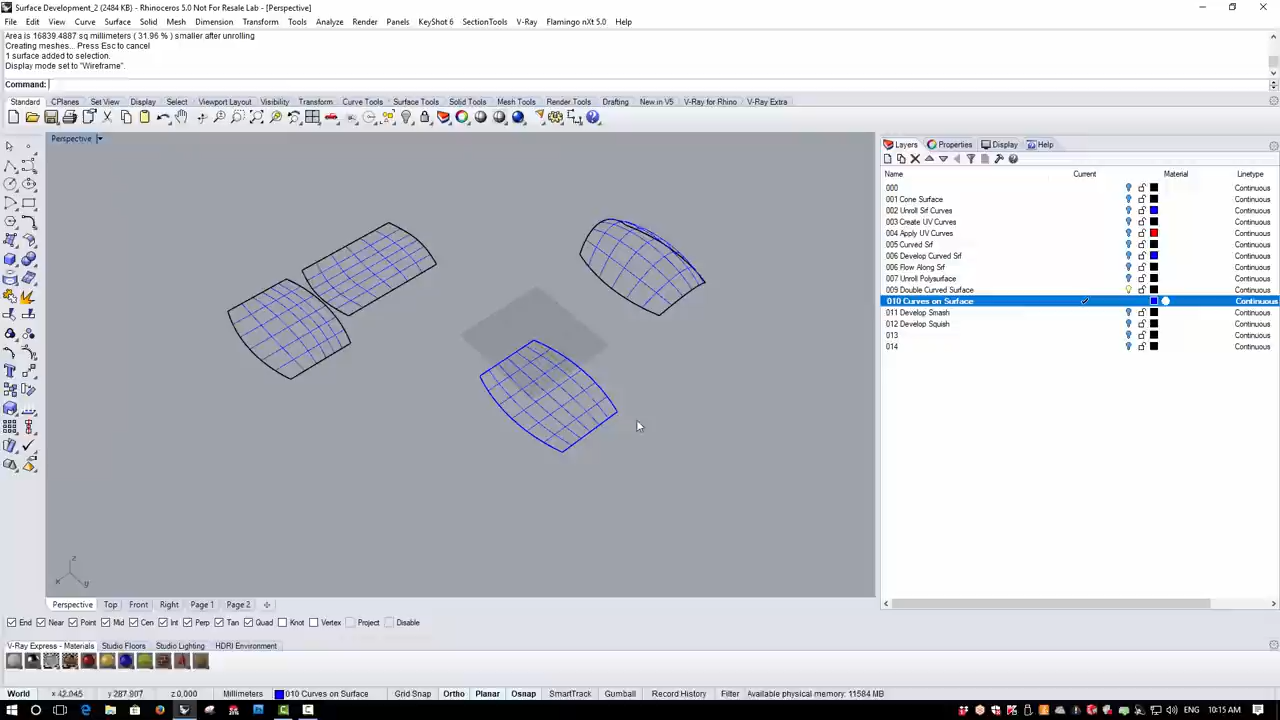 Surface Development_2 (2484 KB) - Rhinoceros 5.0 Not For Resale Lab - [Perspective]
File Edit View Curve Surface Solid Mesh Dimension Transform Tools Analyze Render Panels KeyShot 6 SectionTools V-Ray Flamingo nXt 5.0 Help
Area is 16839.4887 sq millimeters ( 31.96 % ) smaller after unrolling
Creating meshes... Press Esc to cancel
1 surface added to selection.
Display mode set to "Wireframe".
Command:
Standard CPlanes Set View Display Select Viewport Layout Visibility Transform Curve Tools Surface Tools Solid Tools Mesh Tools Render Tools Drafting New in V5 V-Ray for Rhino V-Ray Extra
Perspective
Layers Properties Display Help
Name Current Material Linetype
000 Continuous
001 Cone Surface Continuous
002 Unroll Srf Curves Continuous
003 Create UV Curves Continuous
004 Apply UV Curves Continuous
005 Curved Srf Continuous
006 Develop Curved Srf Continuous
006 Flow Along Srf Continuous
007 Unroll Polysurface Continuous
009 Double Curved Surface Continuous
010 Curves on Surface Continuous
011 Develop Smash Continuous
012 Develop Squish Continuous
013 Continuous
014 Continuous
z
x y
Perspective Top Front Right Page 1 Page 2
End Near Point Mid Cen Int Perp Tan Quad Knot Vertex Project Disable
V-Ray Express - Materials Studio Floors Studio Lighting HDRI Environment
World x 42.045 y 287.907 z 0.000 Millimeters 010 Curves on Surface Grid Snap Ortho Planar Osnap SmartTrack Gumball Record History Filter Available physical memory: 11584 MB
ENG 10:15 AM